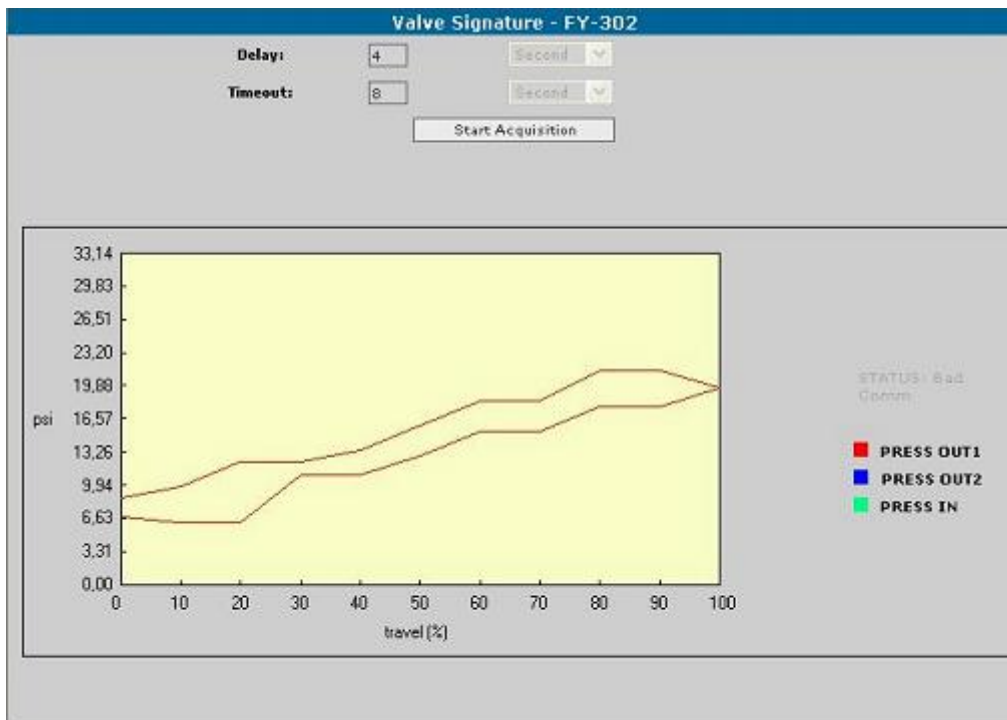 Valve Signature - FY-302
Delay: 4 Second
Timeout: 8 Second
Start Acquisition
33,14
29,83
26,51
23,20
19,88
16,57
13,26
9,94
6,63
3,31
0,00
psi
0 10 20 30 40 50 60 70 80 90 100
travel (%)
STATUS: Bad
Comm
PRESS OUT1
PRESS OUT2
PRESS IN